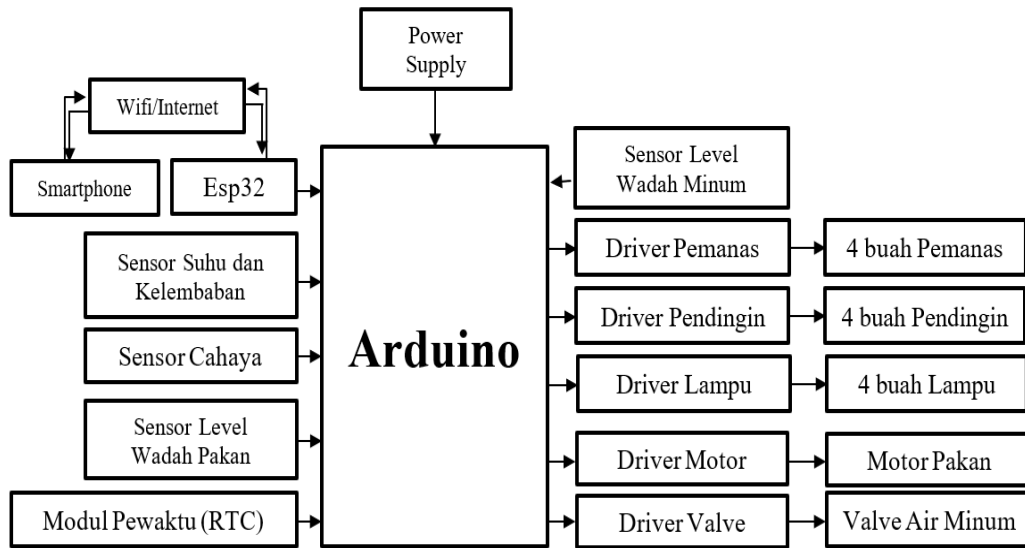 Power
Supply
Wifi/Internet
Smartphone
Esp32
Sensor Suhu dan
Kelembaban
Sensor Cahaya
Sensor Level
Wadah Pakan
Modul Pewaktu (RTC)
Arduino
Sensor Level
Wadah Minum
Driver Pemanas
4 buah Pemanas
Driver Pendingin
4 buah Pendingin
Driver Lampu
4 buah Lampu
Driver Motor
Motor Pakan
Driver Valve
Valve Air Minum